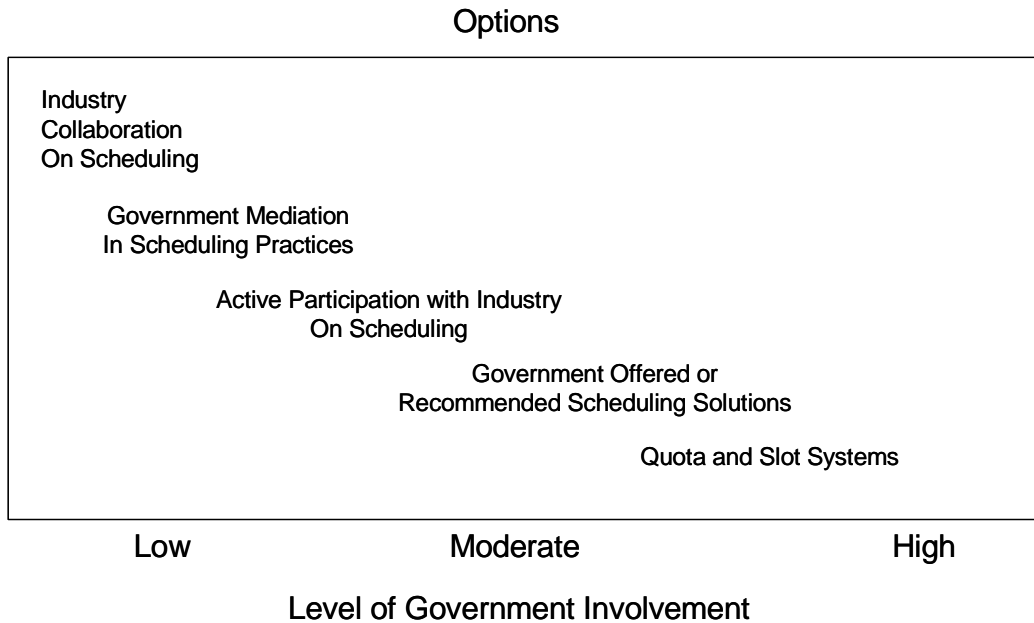 Options
Industry
Collaboration
On Scheduling
Government Mediation
In Scheduling Practices
Active Participation with Industry
On Scheduling
Government Offered or
Recommended Scheduling Solutions
Quota and Slot Systems
Low Moderate High
Level of Government Involvement